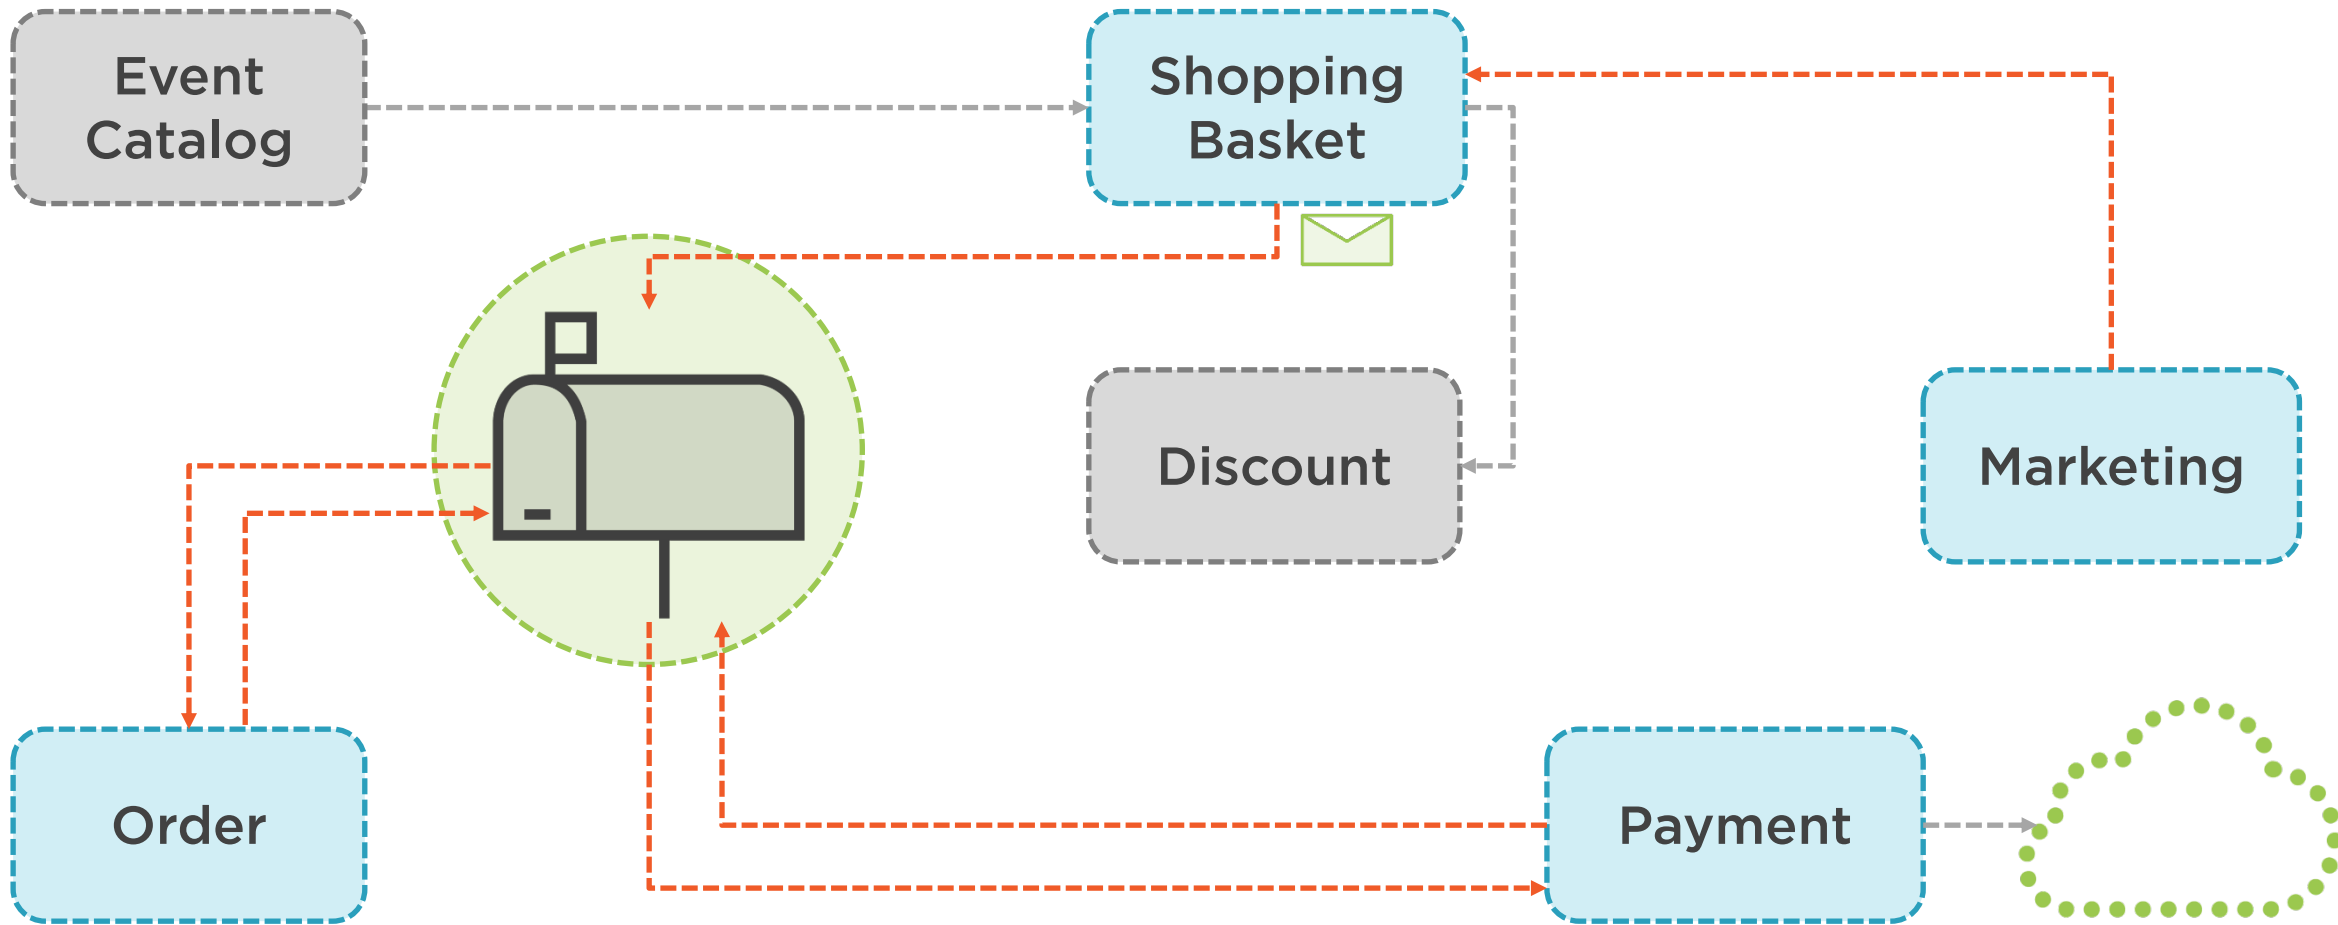 Event
Catalog
Shopping
Basket
Discount
Marketing
Order
Payment